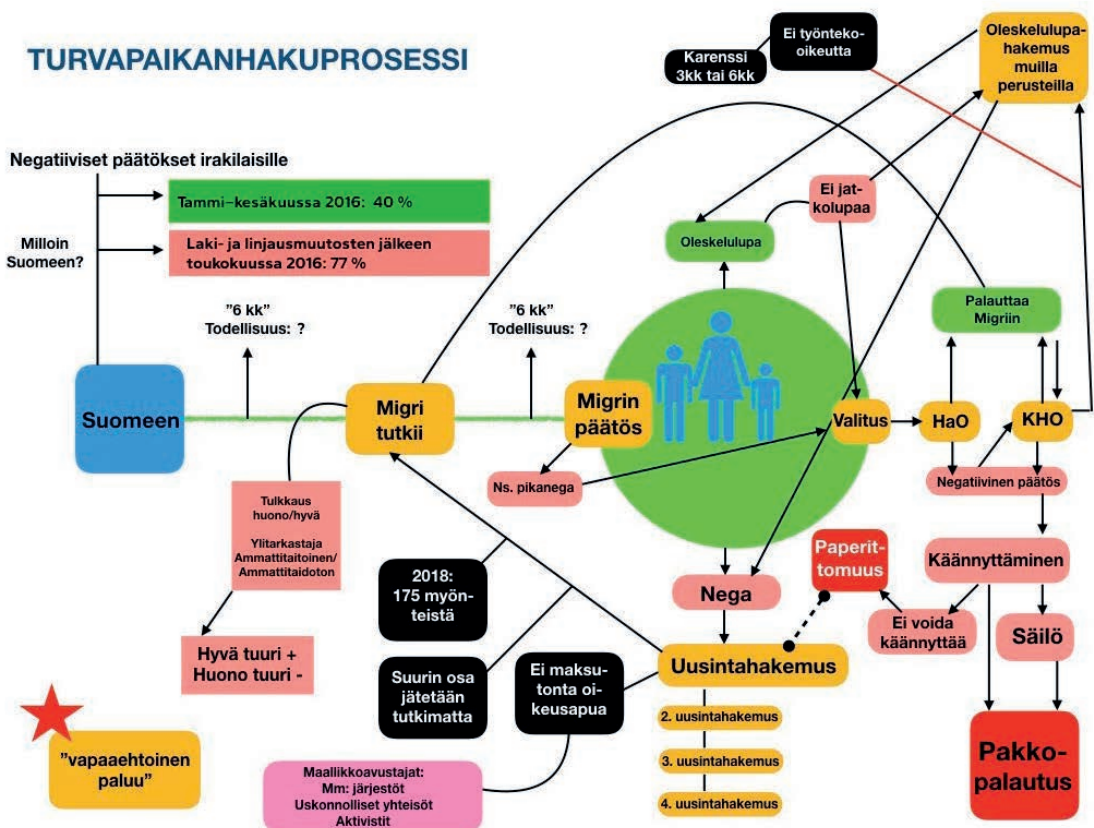 TURVAPAIKANHAKUPROSESSI
Negatiiviset päätökset irakilaisille
Tammi–kesäkuussa 2016: 40 %
Milloin
Suomeen?
Laki- ja linjausmuutosten jälkeen
toukokuussa 2016: 77 %
Karenssi
3kk tai 6kk
Ei työnteko-
oikeutta
Oleskelulupa-
hakemus
muilla
perusteilla
Ei jat-
kolupaa
Oleskelulupa
"6 kk"
Todellisuus: ?
"6 kk"
Todellisuus: ?
Palauttaa
Migriin
Suomeen
Migri
tutkii
Migrin
päätös
Valitus
HaO
KHO
Ns. pikanega
Negatiivinen päätös
Tulkkaus
huono/hyvä
Ylitarkastaja
Ammattitaitoinen/
Ammattitaidoton
Hyvä tuuri +
Huono tuuri -
2018:
175 myön-
teistä
Suurin osa
jätetään
tutkimatta
Ei maksu-
tonta oi-
keusapua
Nega
Paperit-
tomuus
Käännyttäminen
Ei voida
käännyttää
Säilö
Uusintahakemus
2. uusintahakemus
3. uusintahakemus
4. uusintahakemus
Pakko-
palautus
"vapaaehtoinen
paluu"
Maallikkoavustajat:
Mm: järjestöt
Uskonnolliset yhteisöt
Aktivistit